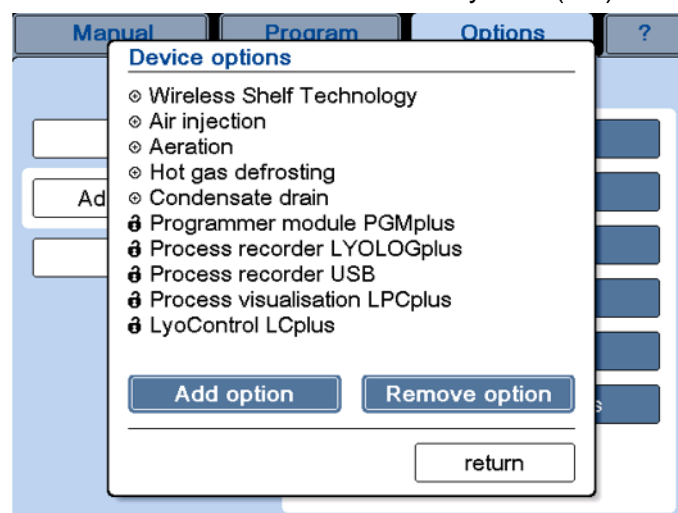 Manual Program Options ?
Device options
Wireless Shelf Technology
Air injection
Aeration
Hot gas defrosting
Condensate drain
Programmer module PGMplus
Process recorder LYOLOGplus
Process recorder USB
Process visualisation LPCplus
LyoControl LCplus
Ad
Add option Remove option
s
return